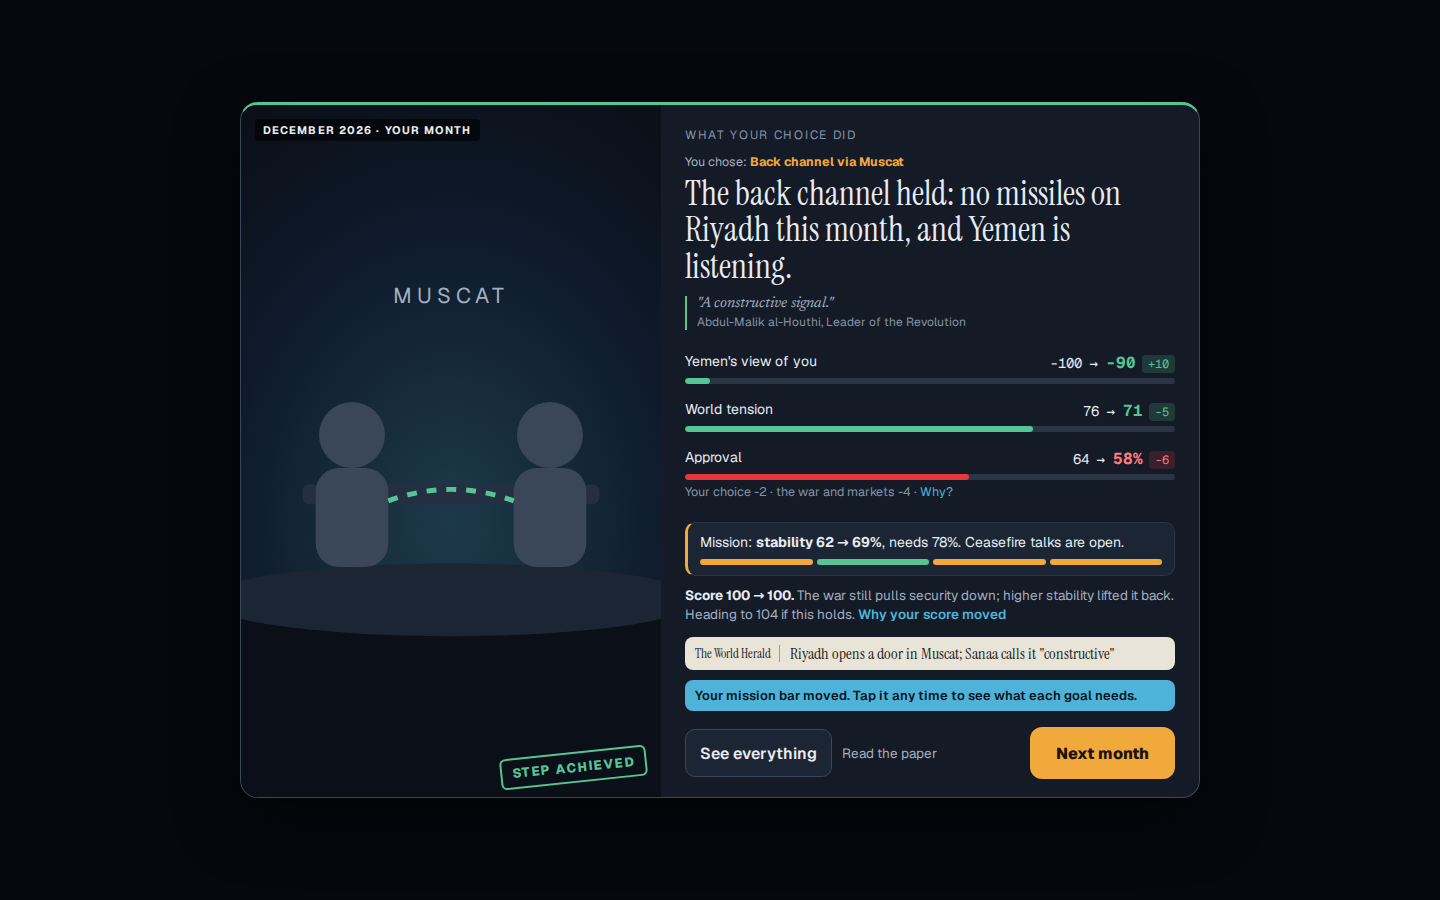 DECEMBER 2026 · YOUR MONTH
MUSCAT
STEP ACHIEVED
WHAT YOUR CHOICE DID
You chose: Back channel via Muscat
The back channel held: no missiles on
Riyadh this month, and Yemen is
listening.
"A constructive signal."
Abdul-Malik al-Houthi, Leader of the Revolution
Yemen's view of you -100 → -90 +10
World tension 76 → 71 -5
Approval 64 → 58% -6
Your choice -2 · the war and markets -4 · Why?
Mission: stability 62 → 69%, needs 78%. Ceasefire talks are open.
Score 100 → 100. The war still pulls security down; higher stability lifted it back.
Heading to 104 if this holds. Why your score moved
The World Herald Riyadh opens a door in Muscat; Sanaa calls it "constructive"
Your mission bar moved. Tap it any time to see what each goal needs.
See everything Read the paper Next month